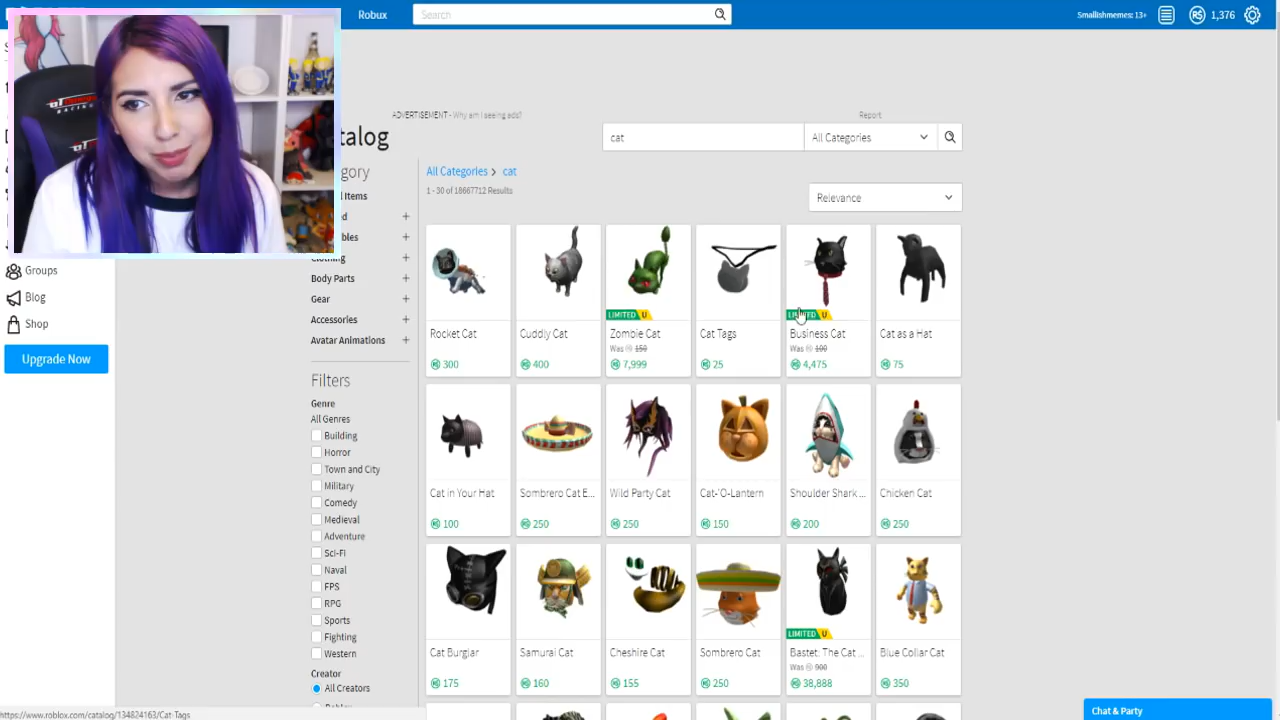 Robux
Search
Smallishmemes: 13+
1,376
ADVERTISEMENT - Why am I seeing ads?
Report
talog
cat
All Categories
All Categories > cat
1 - 30 of 18667712 Results
Relevance
Groups
Blog
Shop
Upgrade Now
Body Parts +
Gear +
Accessories +
Avatar Animations +
Filters
Genre
All Genres
Building
Horror
Town and City
Military
Comedy
Medieval
Adventure
Sci-Fi
Naval
FPS
RPG
Sports
Fighting
Western
Creator
All Creators
Rocket Cat
300
Cuddly Cat
400
LIMITED U
Zombie Cat
Was 150
7,999
Cat Tags
25
LIMITED U
Business Cat
Was 100
4,475
Cat as a Hat
75
Cat in Your Hat
100
Sombrero Cat E...
250
Wild Party Cat
250
Cat-'O-Lantern
150
Shoulder Shark ...
200
Chicken Cat
250
Cat Burglar
175
Samurai Cat
160
Cheshire Cat
155
Sombrero Cat
250
LIMITED U
Bastet: The Cat ...
Was 900
38,888
Blue Collar Cat
350
https://www.roblox.com/catalog/134824163/Cat-Tags
Chat & Party